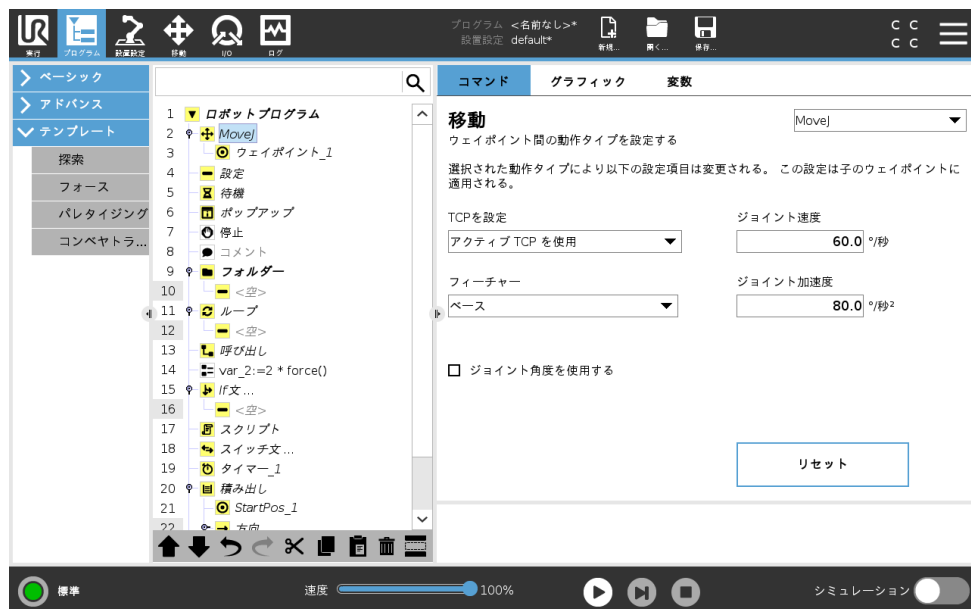 プログラム <名前なし>*
設置設定 default*
実行 プログラム 設置設定 移動 I/O ログ 新規... 開く... 保存...
C C
C C
ベーシック
アドバンス
テンプレート
探索
フォース
パレタイジング
コンベヤトラ...
1 ロボットプログラム
2 MoveJ
3 ウェイポイント_1
4 設定
5 待機
6 ポップアップ
7 停止
8 コメント
9 フォルダー
10 <空>
11 ループ
12 <空>
13 呼び出し
14 var_2:=2 * force()
15 If文 ...
16 <空>
17 スクリプト
18 スイッチ文 ...
19 タイマー_1
20 積み出し
21 StartPos_1
22 方向
コマンド グラフィック 変数
移動
MoveJ
ウェイポイント間の動作タイプを設定する
選択された動作タイプにより以下の設定項目は変更される。 この設定は子のウェイポイントに
適用される。
TCPを設定
アクティブ TCP を使用
ジョイント速度
60.0 °/秒
フィーチャー
ベース
ジョイント加速度
80.0 °/秒²
ジョイント角度を使用する
リセット
標準
速度 100%
シミュレーション